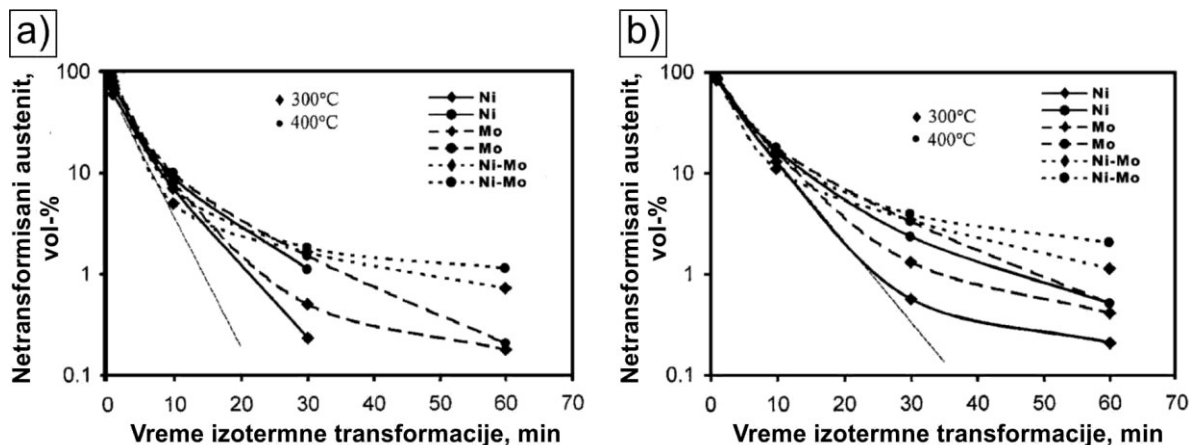 a)
Netransformisani austenit,
vol-%
100
10
1
0.1
300°C
400°C
Ni
Ni
Mo
Mo
Ni-Mo
Ni-Mo
0 10 20 30 40 50 60 70
Vreme izotermne transformacije, min
b)
Netransformisani austenit,
vol-%
100
10
1
0.1
300°C
400°C
Ni
Ni
Mo
Mo
Ni-Mo
Ni-Mo
0 10 20 30 40 50 60 70
Vreme izotermne transformacije, min